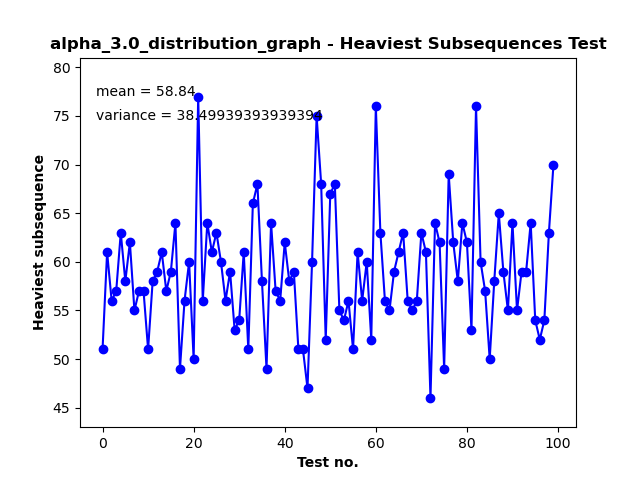 alpha_3.0_distribution_graph - Heaviest Subsequences Test
80
mean = 58.84
variance = 38.49939393939394
75
70
65
60
55
50
45
Heaviest subsequence
0 20 40 60 80 100
Test no.